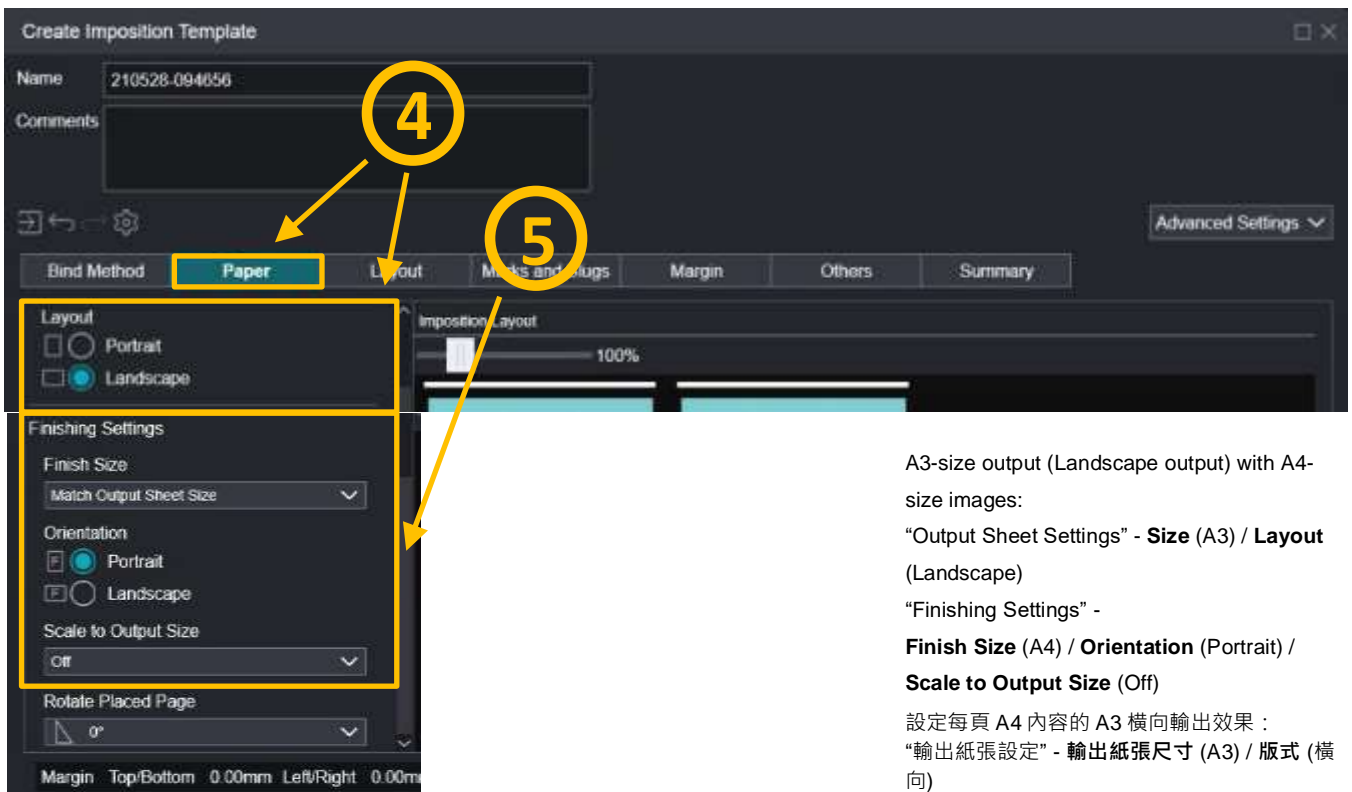 Create Imposition Template
Name 210528-094656
4
Comments
5
Advanced Settings
Bind Method Paper Layout Marks and Slugs Margin Others Summary
Layout
Portrait
Landscape
Imposition Layout
100%
Finishing Settings
Finish Size
Match Output Sheet Size
Orientation
F Portrait
F Landscape
Scale to Output Size
Off
Rotate Placed Page
0°
Margin Top/Bottom 0.00mm Left/Right 0.00m
A3-size output (Landscape output) with A4-
size images:
“Output Sheet Settings” - Size (A3) / Layout
(Landscape)
“Finishing Settings” -
Finish Size (A4) / Orientation (Portrait) /
Scale to Output Size (Off)
設定每頁 A4 內容的 A3 橫向輸出效果：
“輸出紙張設定” - 輸出紙張尺寸 (A3) / 版式 (橫
向)